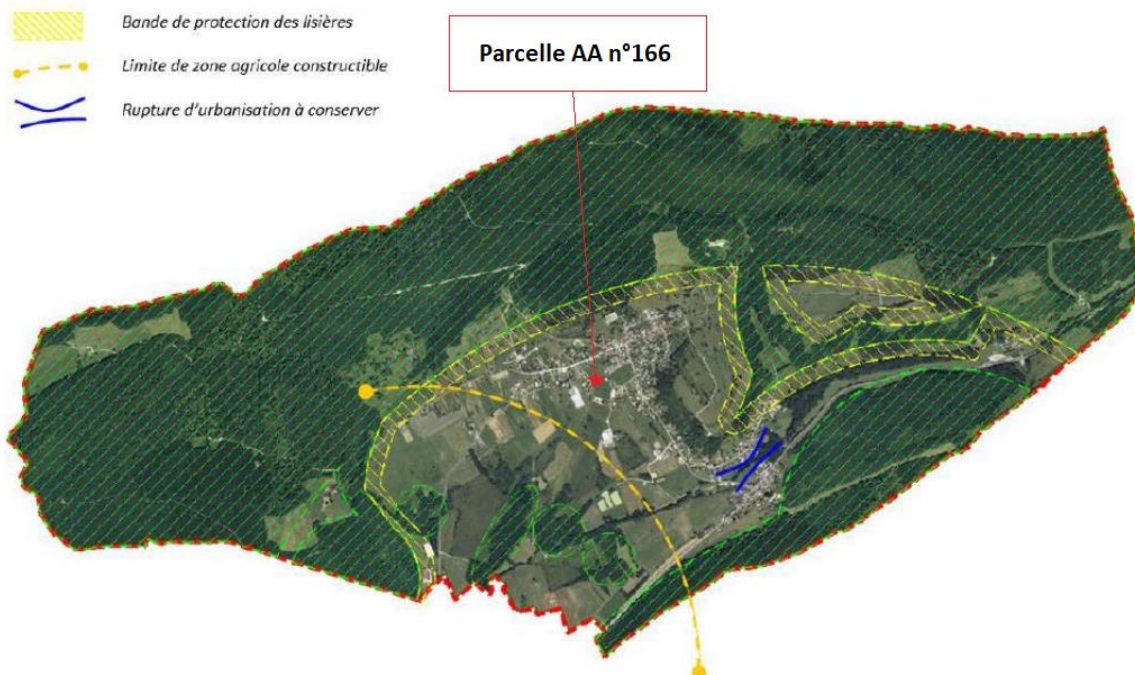 Bande de protection des lisières
Limite de zone agricole constructible
Rupture d'urbanisation à conserver
Parcelle AA n°166